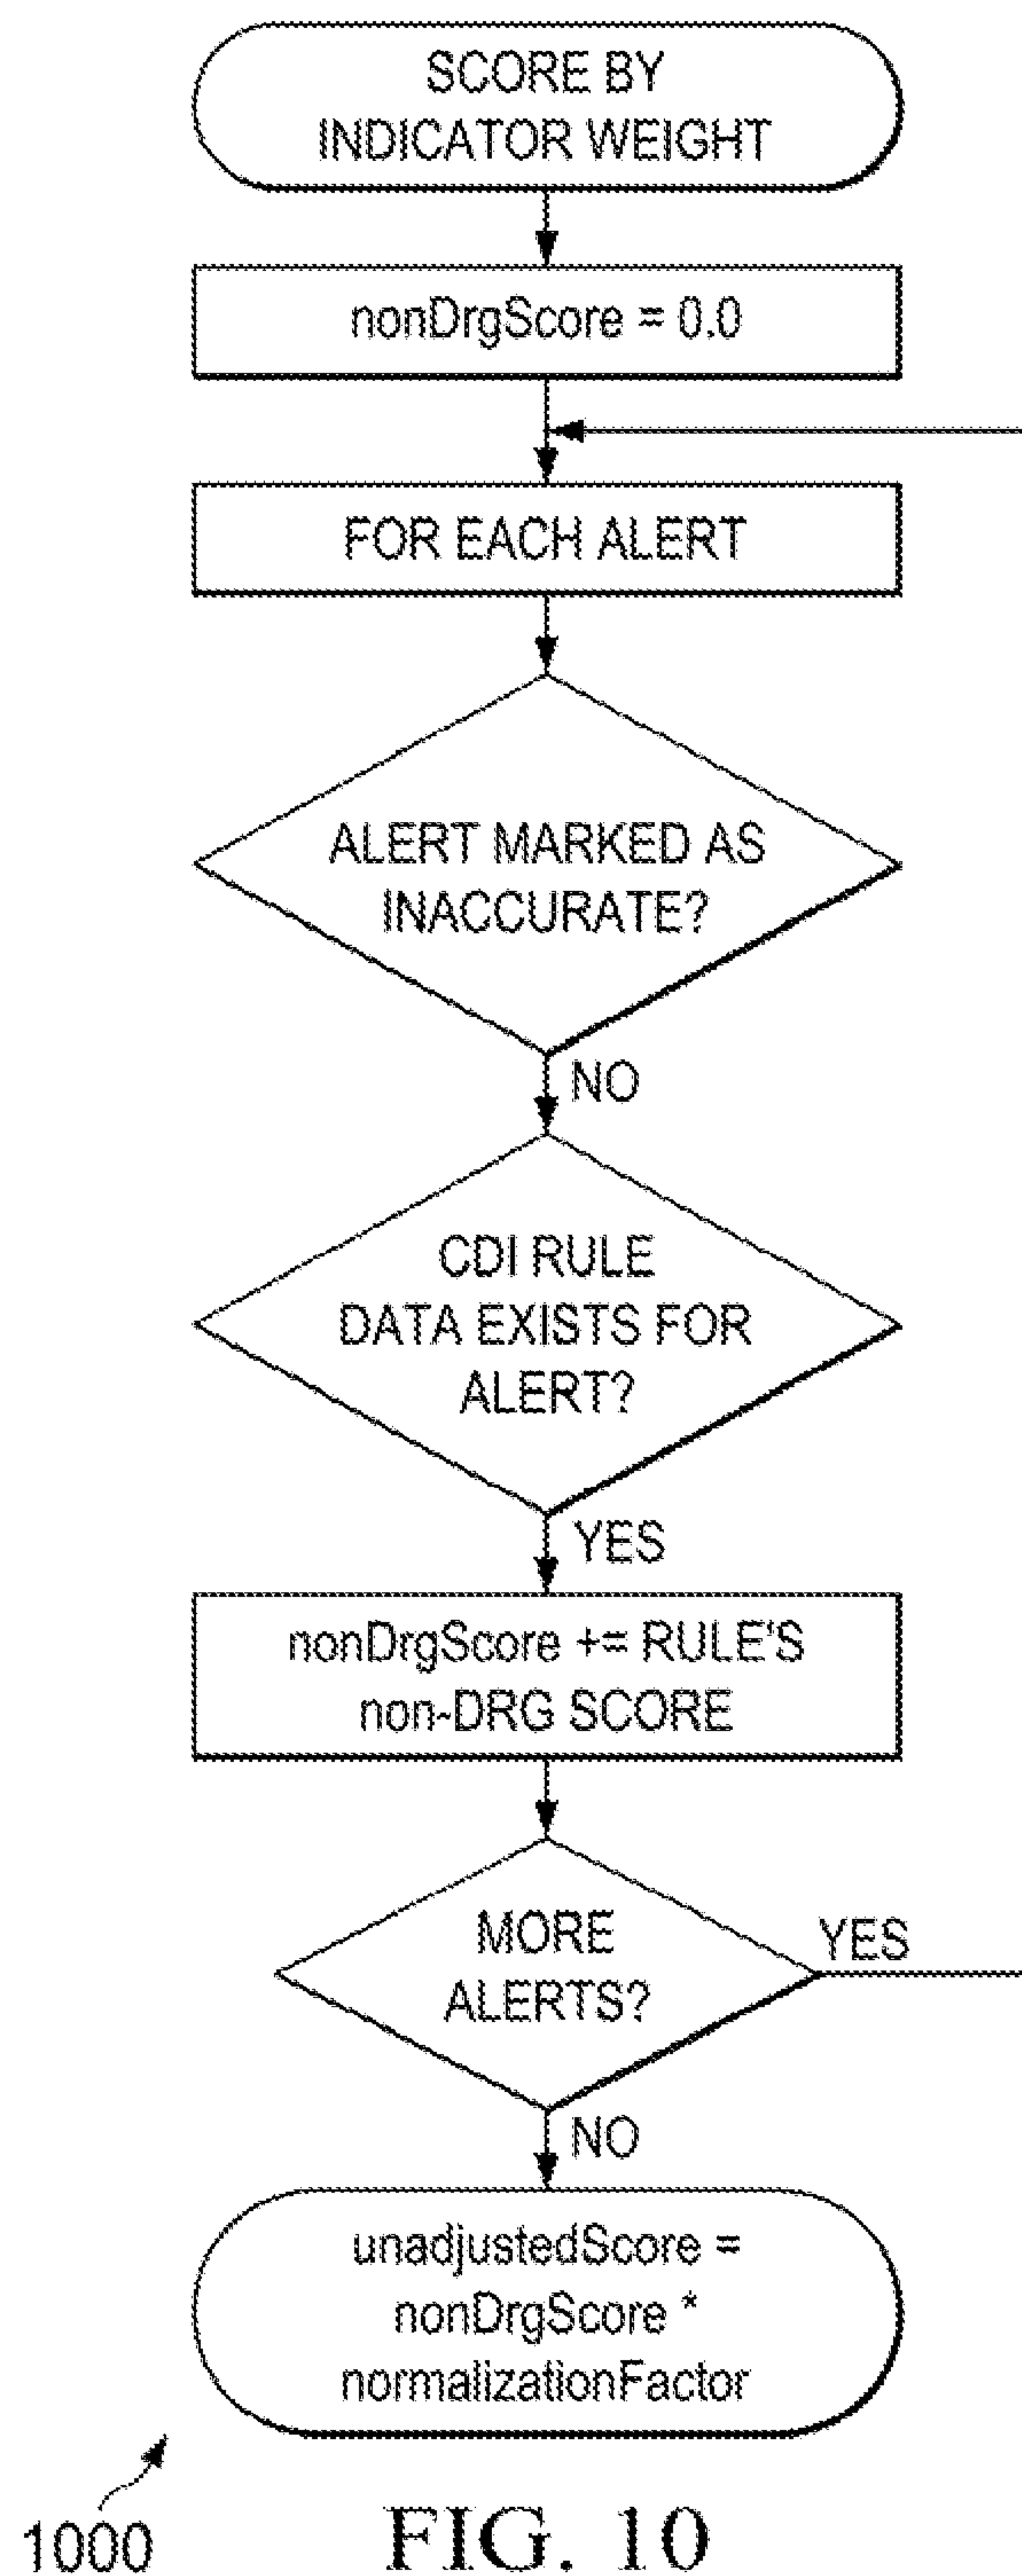 SCORE BY
INDICATOR WEIGHT
nonDrgScore = 0.0
FOR EACH ALERT
ALERT MARKED AS
INACCURATE?
NO
CDI RULE
DATA EXISTS FOR
ALERT?
YES
nonDrgScore += RULE'S
non-DRG SCORE
MORE
ALERTS?
YES
NO
unadjustedScore =
nonDrgScore *
normalizationFactor
1000
FIG. 10